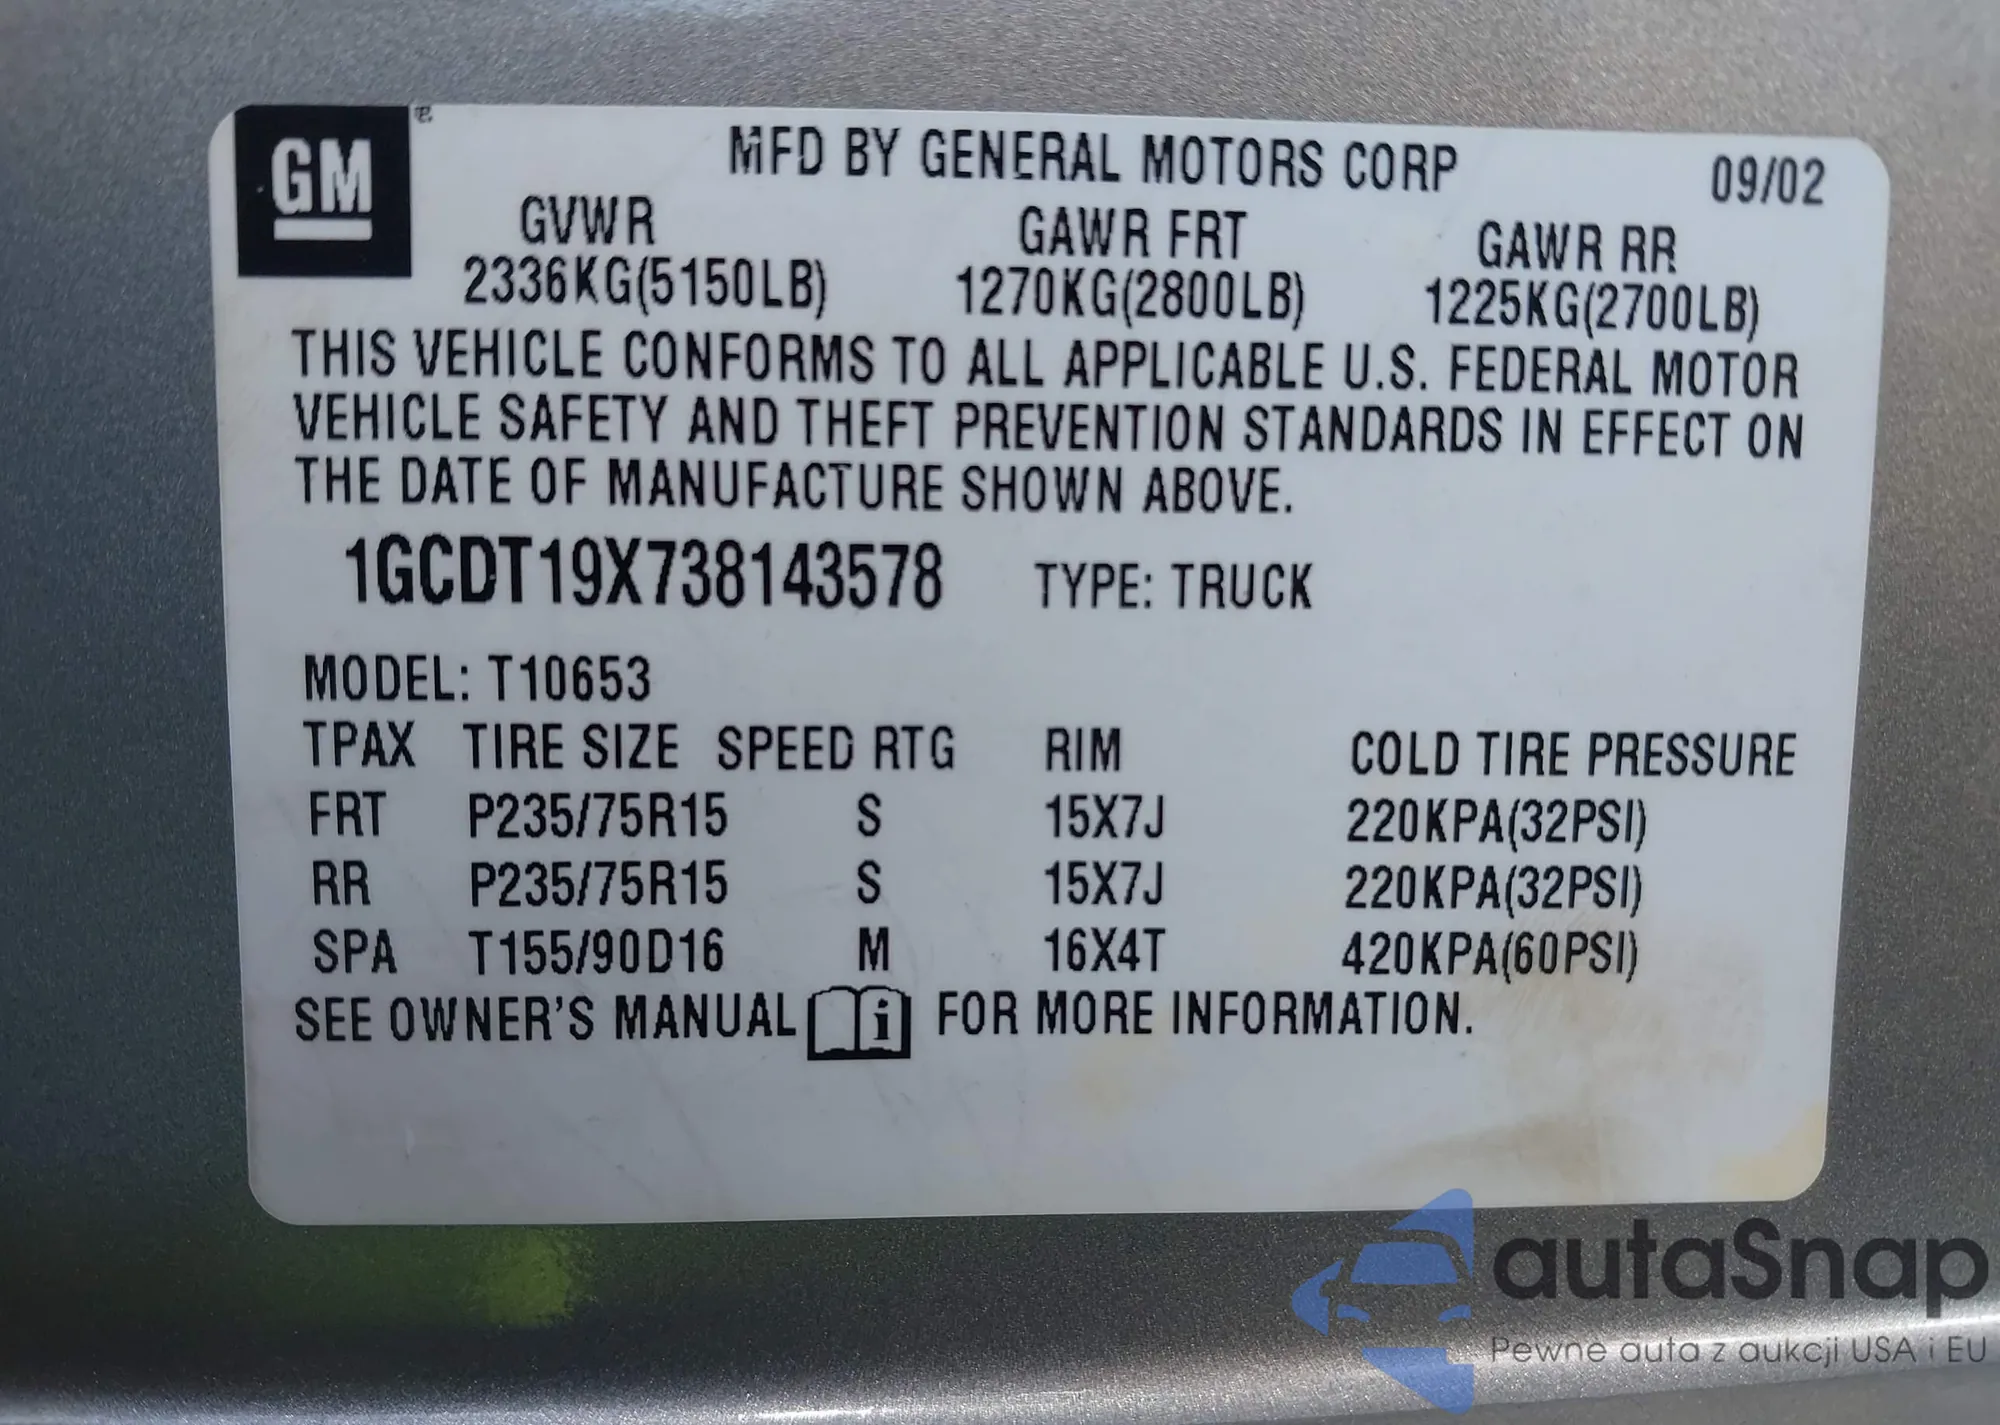 GM
MFD BY GENERAL MOTORS CORP 09/02
GVWR GAWR FRT GAWR RR
2336KG(5150LB) 1270KG(2800LB) 1225KG(2700LB)
THIS VEHICLE CONFORMS TO ALL APPLICABLE U.S. FEDERAL MOTOR
VEHICLE SAFETY AND THEFT PREVENTION STANDARDS IN EFFECT ON
THE DATE OF MANUFACTURE SHOWN ABOVE.
1GCDT19X738143578 TYPE: TRUCK
MODEL: T10653
TPAX TIRE SIZE SPEED RTG RIM COLD TIRE PRESSURE
FRT P235/75R15 S 15X7J 220KPA(32PSI)
RR P235/75R15 S 15X7J 220KPA(32PSI)
SPA T155/90D16 M 16X4T 420KPA(60PSI)
SEE OWNER'S MANUAL i FOR MORE INFORMATION.
autaSnap
Pewne auta z aukcji USA i EU